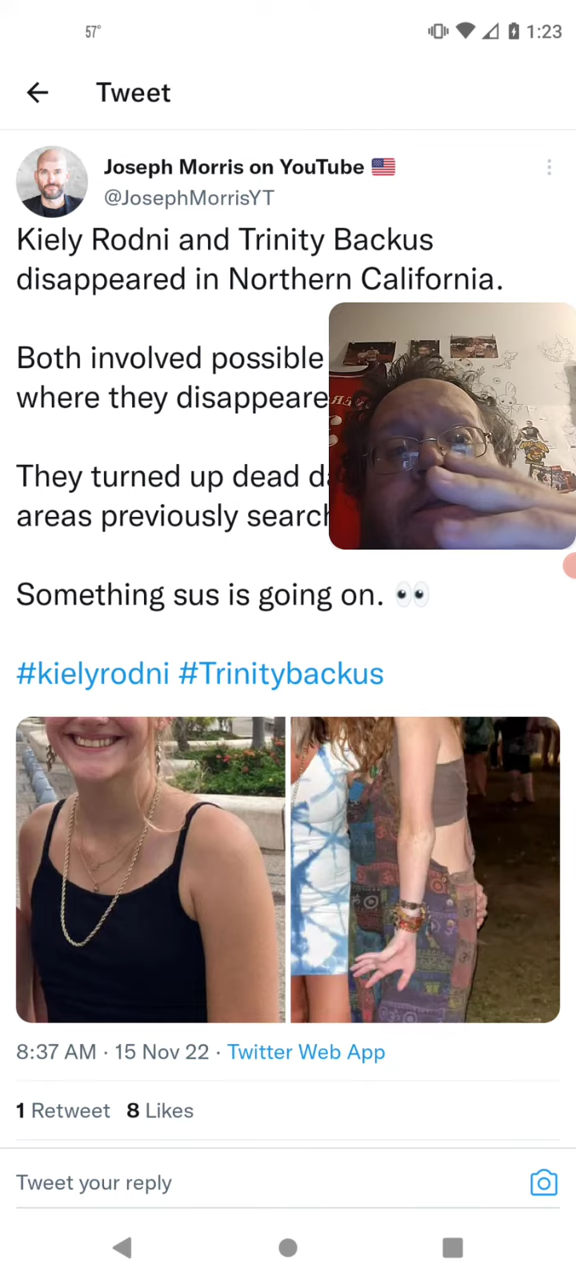 57°
1:23
Tweet
Joseph Morris on YouTube
@JosephMorrisYT
Kiely Rodni and Trinity Backus
disappeared in Northern California.
Both involved possible
where they disappeare
They turned up dead
areas previously search
Something sus is going on. 👀
#kielyrodni #Trinitybackus
8:37 AM · 15 Nov 22 · Twitter Web App
1 Retweet 8 Likes
Tweet your reply